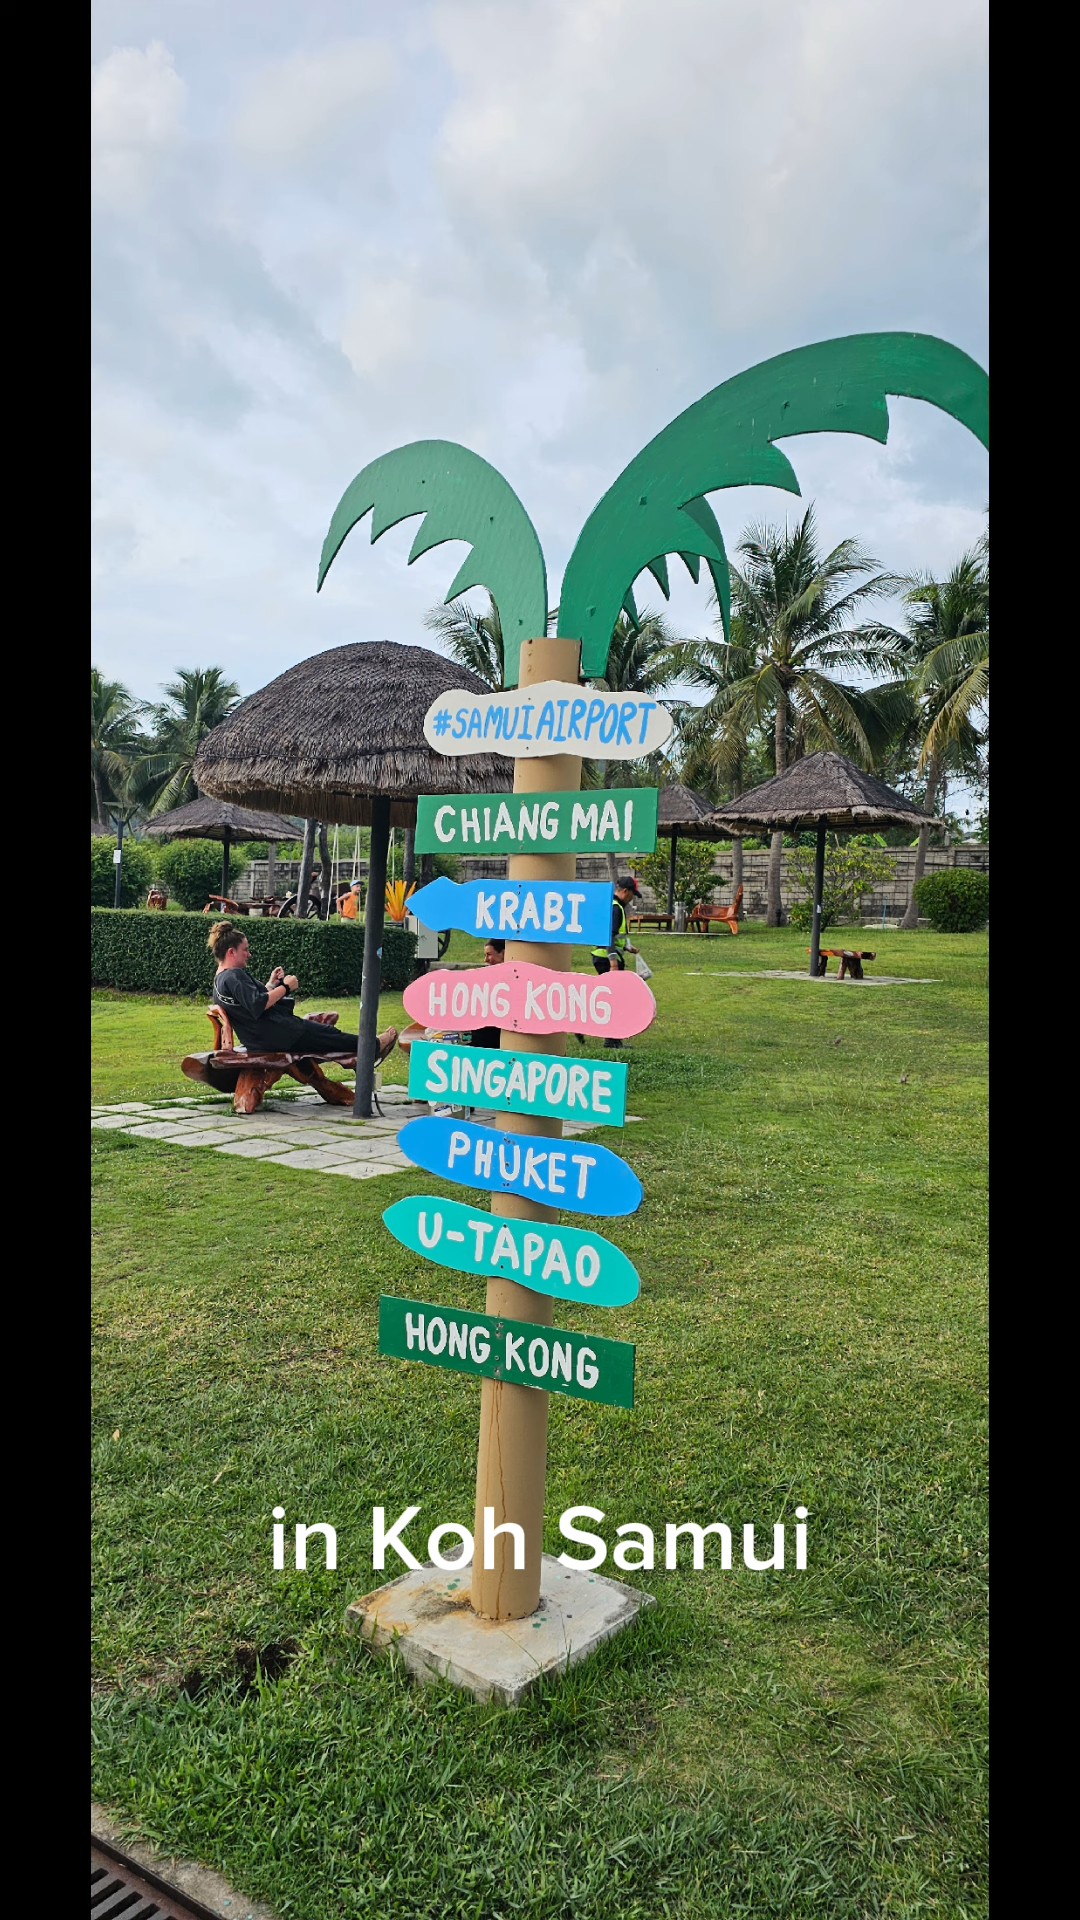 #SAMUIAIRPORT
CHIANG MAI
KRABI
HONG KONG
SINGAPORE
PHUKET
U-TAPAO
HONG KONG
in Koh Samui